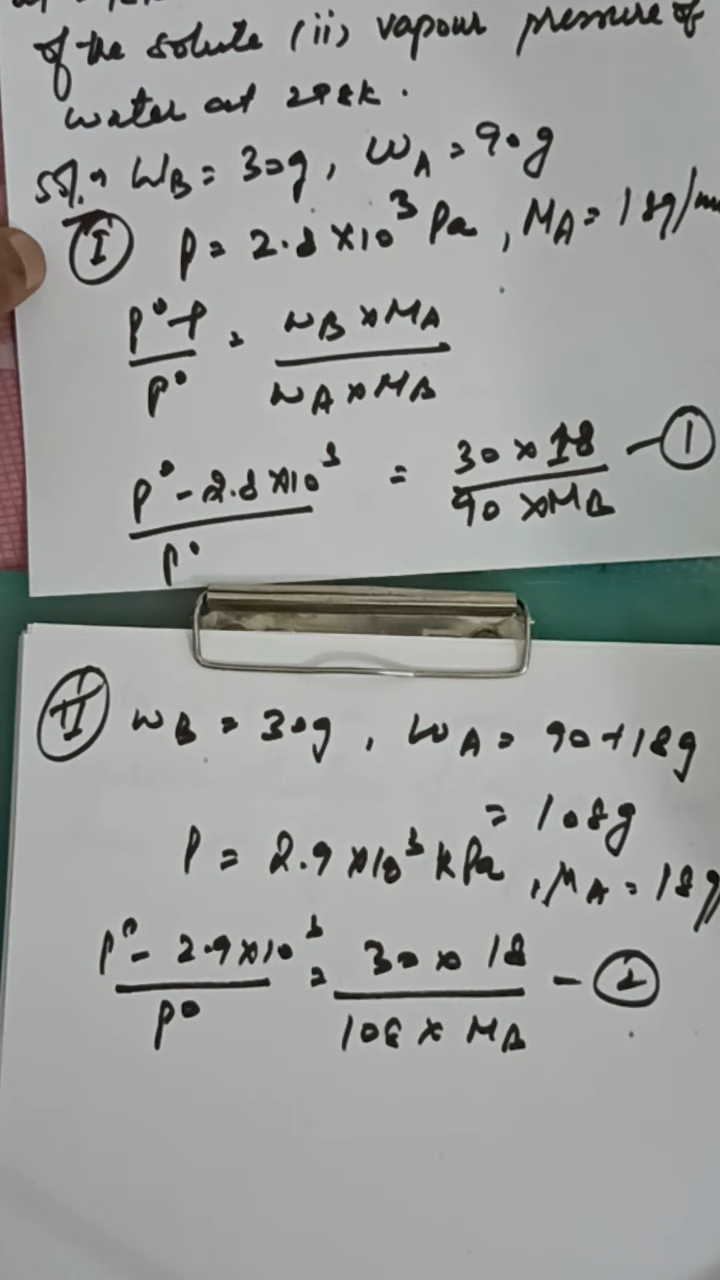 of the solute (ii) vapour pressure of
water at 298k.
Sol.n WB = 30g, WA = 90g
I P = 2.8 ×10³ Pa, MA = 18g/m
P°-P / P° = WB × MA / WA × MB
P°-2.8×10³ / P° = 30 × 18 / 90 × MB - 1
II WB = 30g, WA = 90+18g
= 108g
P = 2.9×10³ kPa, MA = 18g
P°- 2.9×10³ / P° = 30 × 18 / 108 × MB - 2